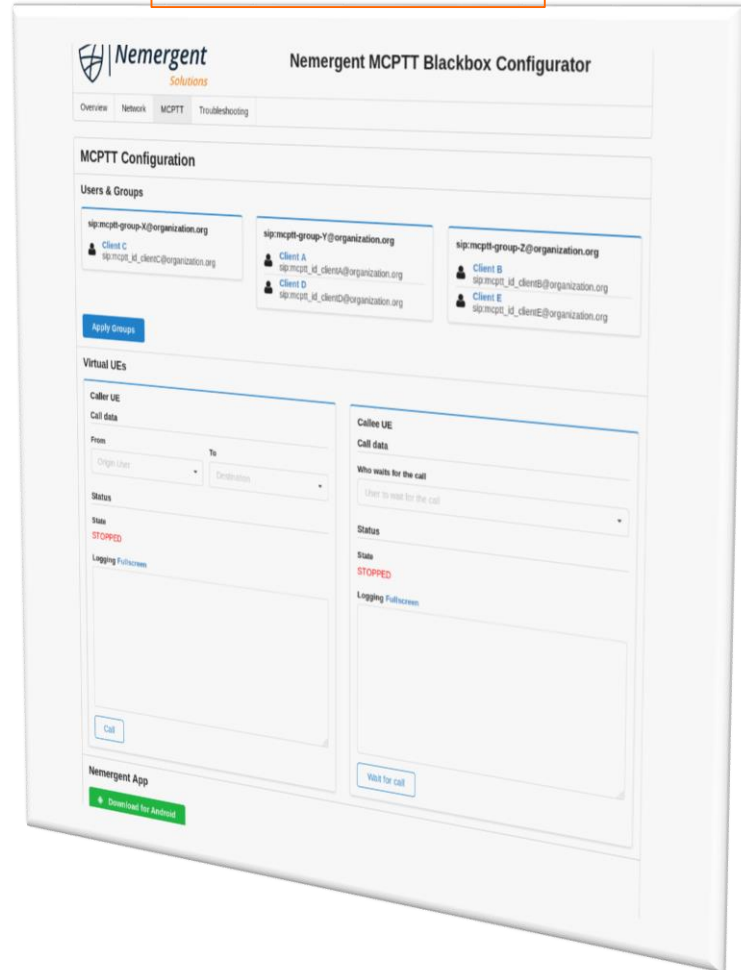 Nemergent
Solutions
Nemergent MCPTT Blackbox Configurator
Overview Network MCPTT Troubleshooting
MCPTT Configuration
Users & Groups
sip:mcptt-group-X@organization.org
Client C
sip:mcptt_id_clientC@organization.org
sip:mcptt-group-Y@organization.org
Client A
sip:mcptt_id_clientA@organization.org
Client D
sip:mcptt_id_clientD@organization.org
sip:mcptt-group-Z@organization.org
Client B
sip:mcptt_id_clientB@organization.org
Client E
sip:mcptt_id_clientE@organization.org
Apply Groups
Virtual UEs
Caller UE
Call data
From
Origin User
To
Destination
Status
State
STOPPED
Logging Fullscreen
Call
Callee UE
Call data
Who waits for the call
User to wait for the call
Status
State
STOPPED
Logging Fullscreen
Wait for call
Nemergent App
Download for Android